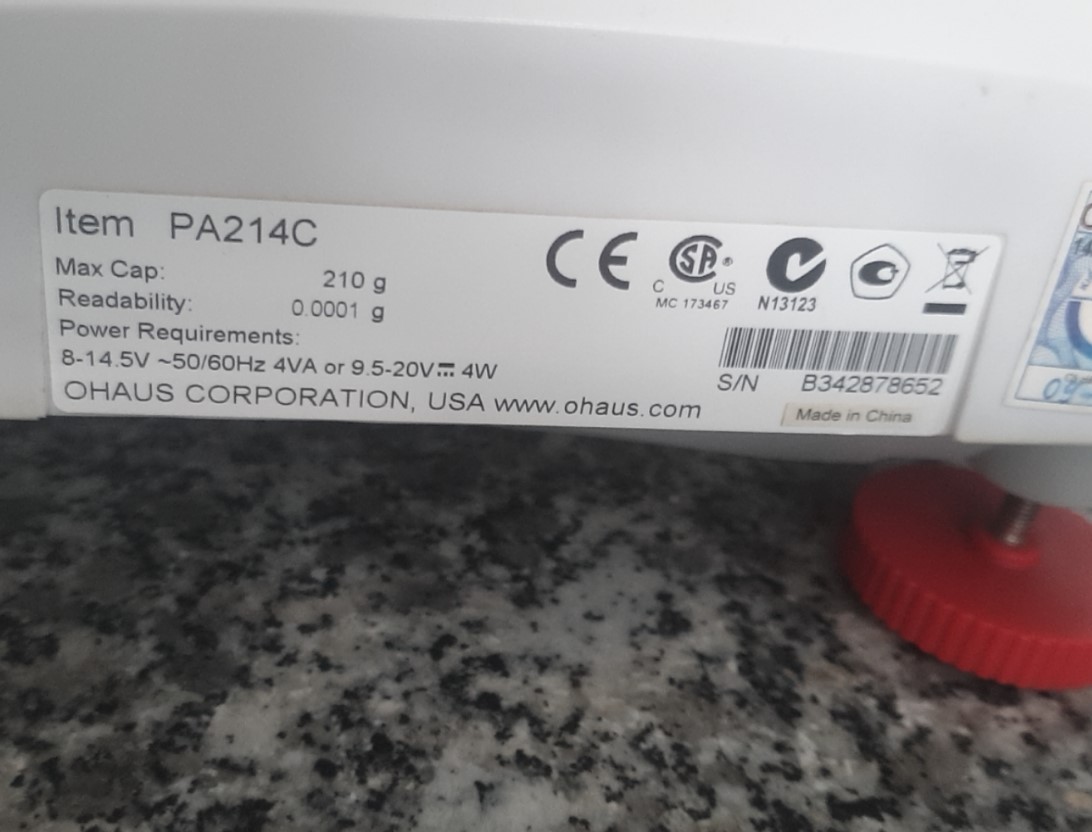 Item PA214C
Max Cap: 210 g
Readability: 0.0001 g
Power Requirements:
8-14.5V ~50/60Hz 4VA or 9.5-20V⎓ 4W
OHAUS CORPORATION, USA www.ohaus.com
CE
SA
C US
MC 173467
N13123
S/N B342878652
Made in China